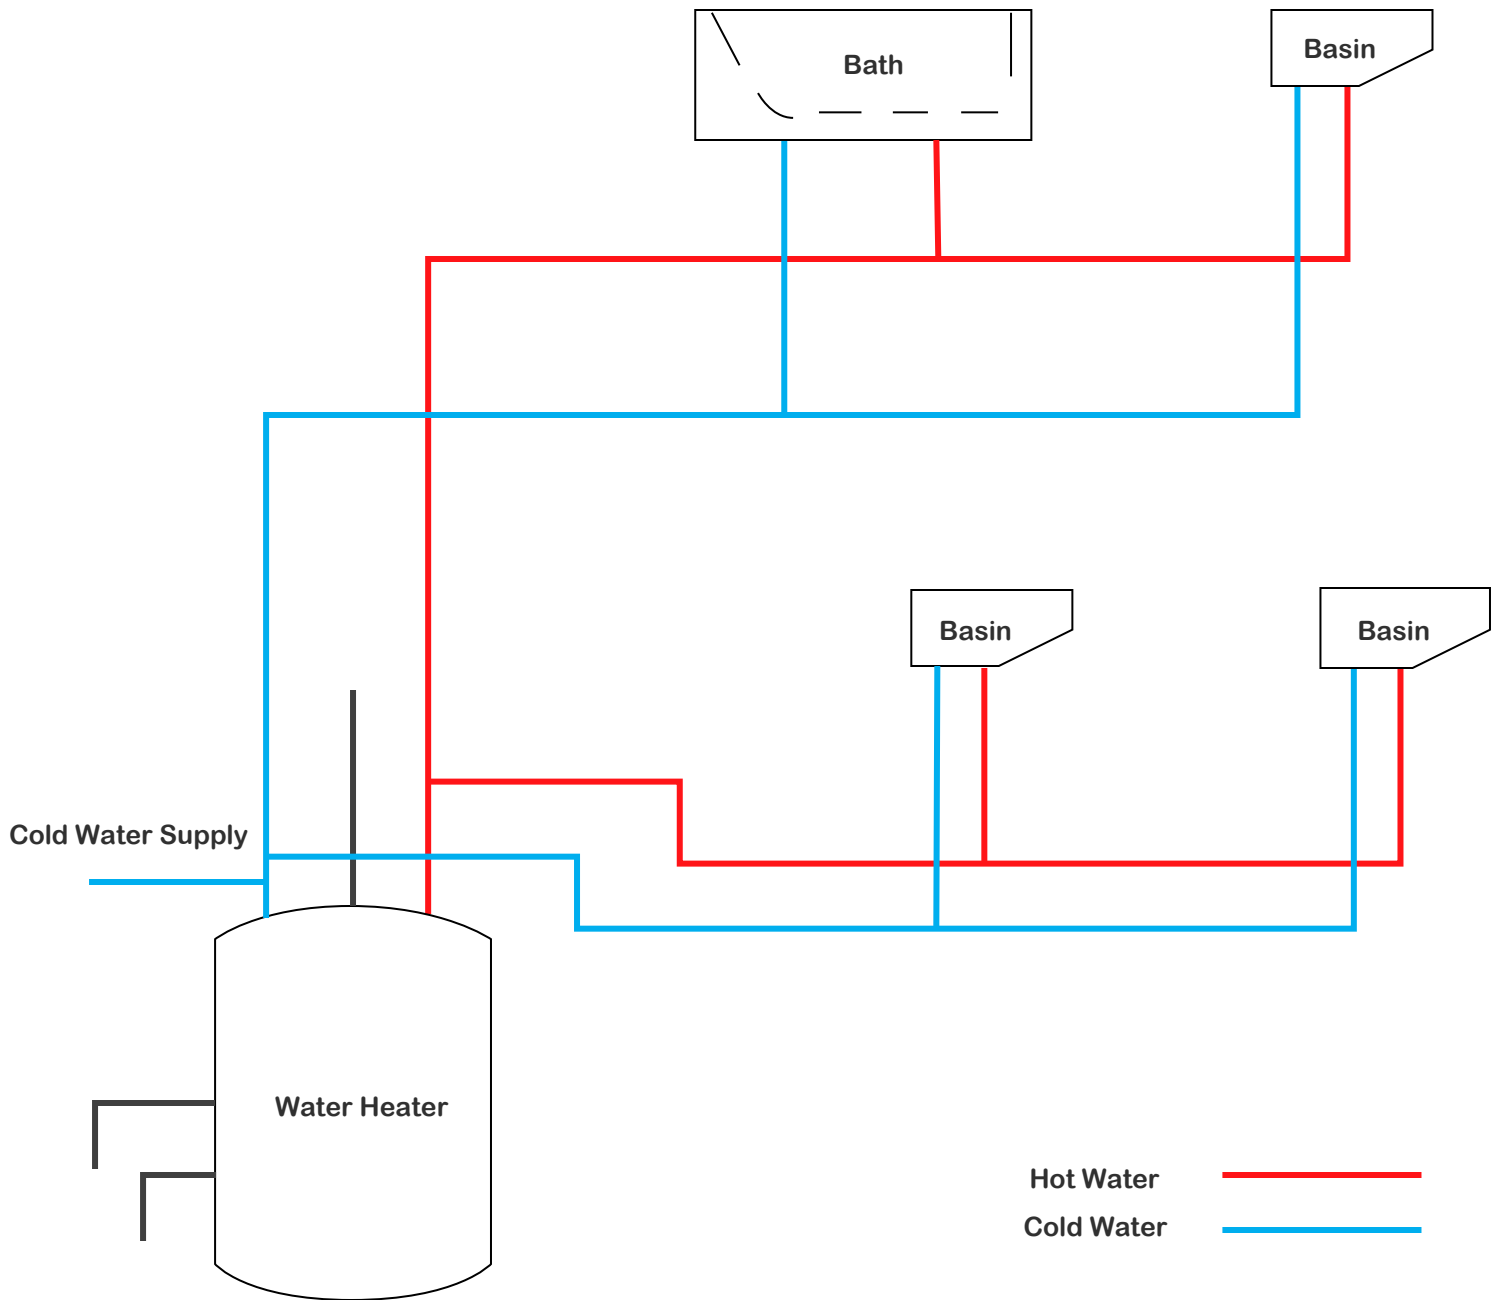 Bath
Basin
Basin
Basin
Cold Water Supply
Water Heater
Hot Water
Cold Water